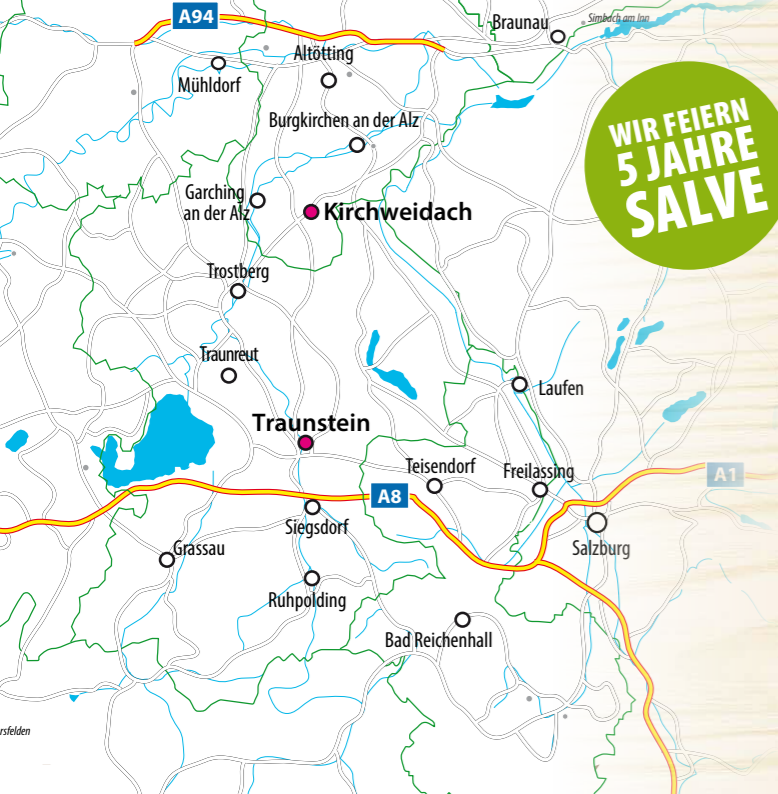 A94
Braunau
Simbach am Inn
Altötting
Mühldorf
Burgkirchen an der Alz
WIR FEIERN
5 JAHRE
SALVE
Garching
an der Alz
Kirchweidach
Trostberg
Traunreut
Laufen
Traunstein
Teisendorf
Freilassing
A1
A8
Siegsdorf
Salzburg
Grassau
Ruhpolding
Bad Reichenhall
rsfelden